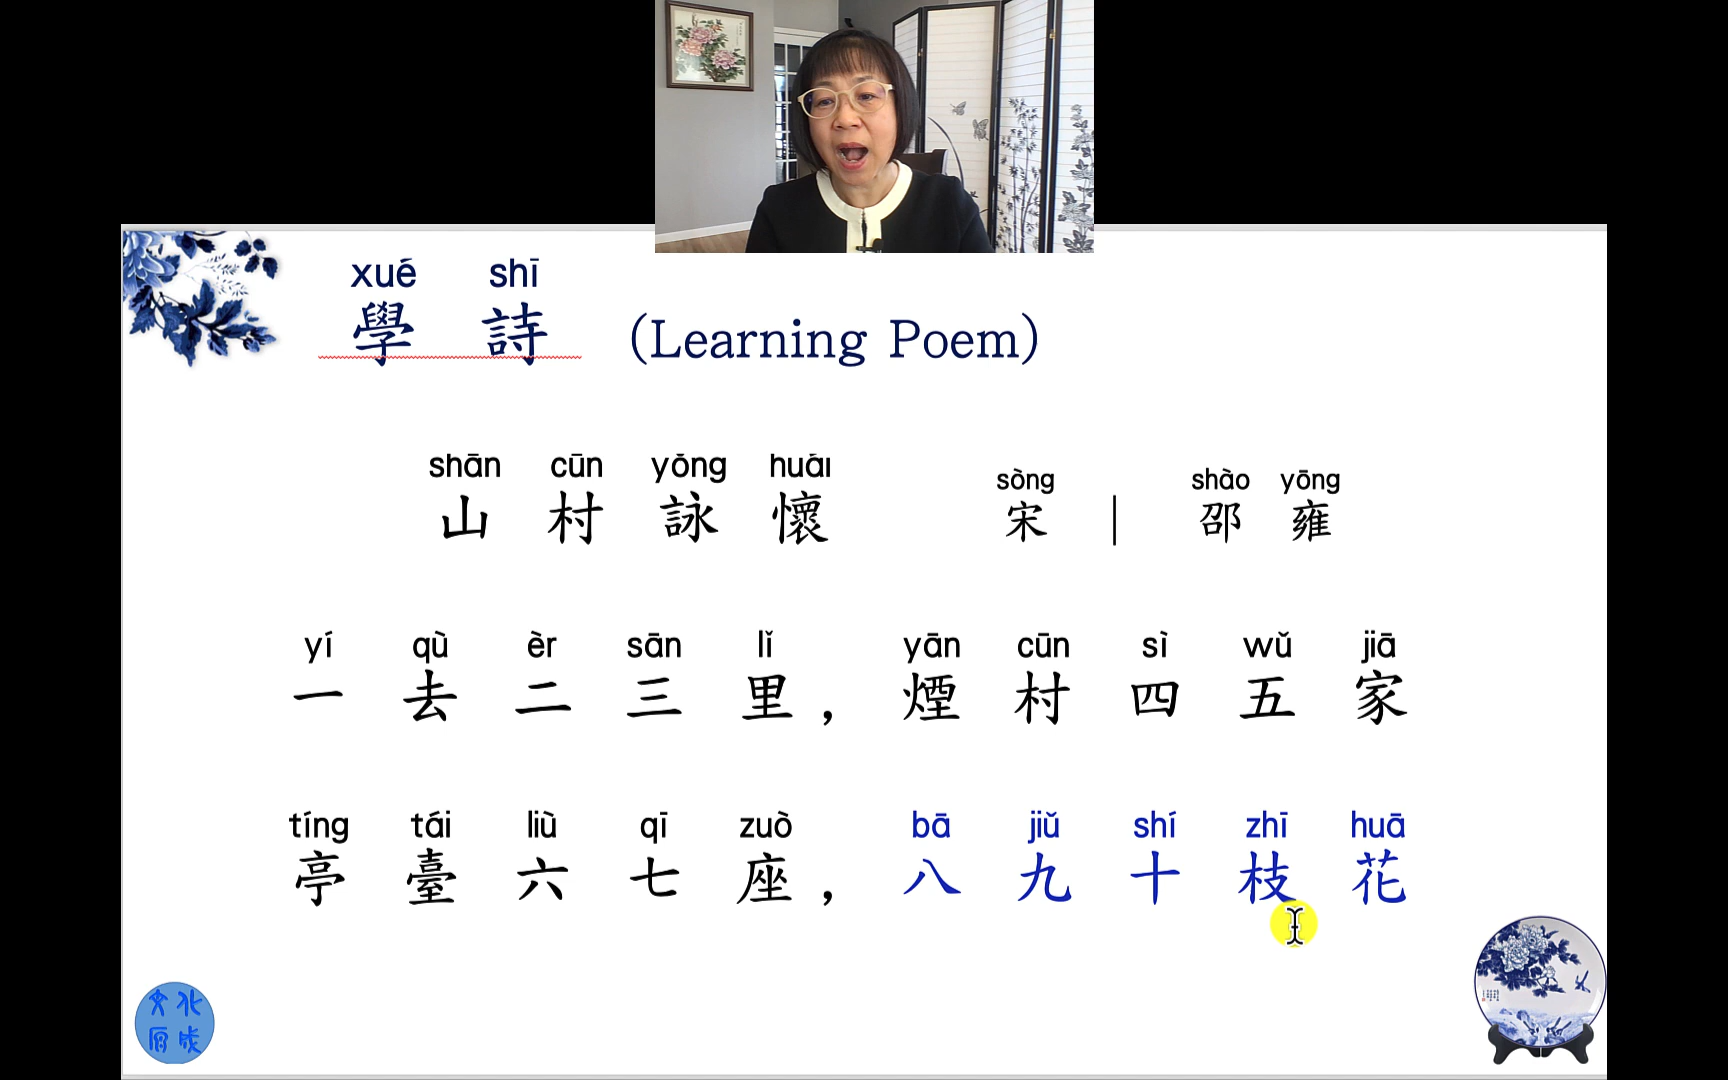 xué shī
學 詩 (Learning Poem)
shān cūn yǒng huái sòng shào yōng
山 村 詠 懷 宋 | 邵 雍
yí qù èr sān lǐ yān cūn sì wǔ jiā
一 去 二 三 里 , 煙 村 四 五 家
tíng tái liù qī zuò bā jiǔ shí zhī huā
亭 臺 六 七 座 , 八 九 十 枝 花